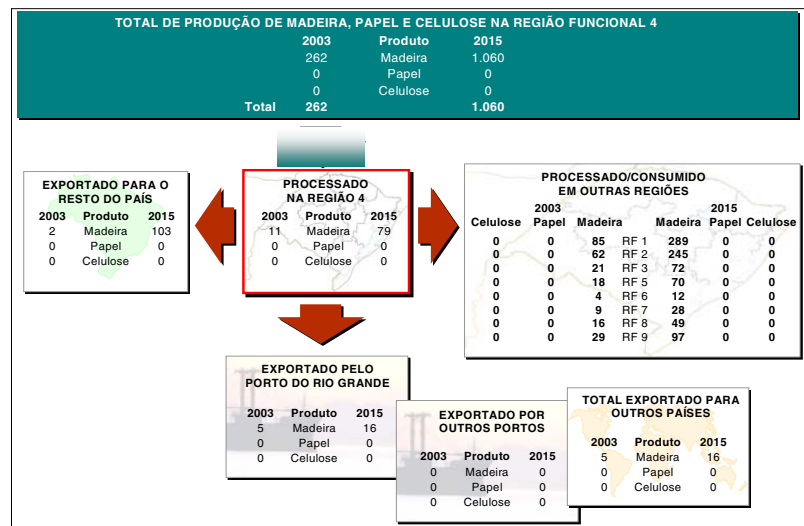 TOTAL DE PRODUÇÃO DE MADEIRA, PAPEL E CELULOSE NA REGIÃO FUNCIONAL 4
2003 Produto 2015
262 Madeira 1.060
0 Papel 0
0 Celulose 0
Total 262 1.060
EXPORTADO PARA O
RESTO DO PAÍS
2003 Produto 2015
2 Madeira 103
0 Papel 0
0 Celulose 0
PROCESSADO
NA REGIÃO 4
2003 Produto 2015
11 Madeira 79
0 Papel 0
0 Celulose 0
PROCESSADO/CONSUMIDO
EM OUTRAS REGIÕES
2003 2015
Celulose Papel Madeira Madeira Papel Celulose
0 0 85 RF 1 289 0 0
0 0 62 RF 2 245 0 0
0 0 21 RF 3 72 0 0
0 0 18 RF 5 70 0 0
0 0 4 RF 6 12 0 0
0 0 9 RF 7 28 0 0
0 0 16 RF 8 49 0 0
0 0 29 RF 9 97 0 0
EXPORTADO PELO
PORTO DO RIO GRANDE
2003 Produto 2015
5 Madeira 16
0 Papel 0
0 Celulose 0
EXPORTADO POR
OUTROS PORTOS
2003 Produto 2015
0 Madeira 0
0 Papel 0
0 Celulose 0
TOTAL EXPORTADO PARA
OUTROS PAÍSES
2003 Produto 2015
5 Madeira 16
0 Papel 0
0 Celulose 0